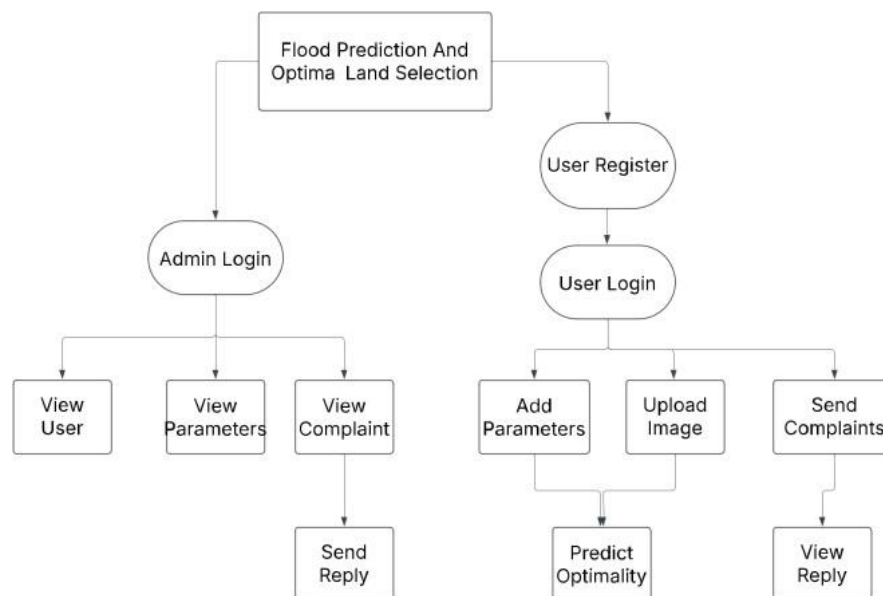 Flood Prediction And
Optima Land Selection
User Register
Admin Login
User Login
View
User
View
Parameters
View
Complaint
Add
Parameters
Upload
Image
Send
Complaints
Send
Reply
Predict
Optimality
View
Reply